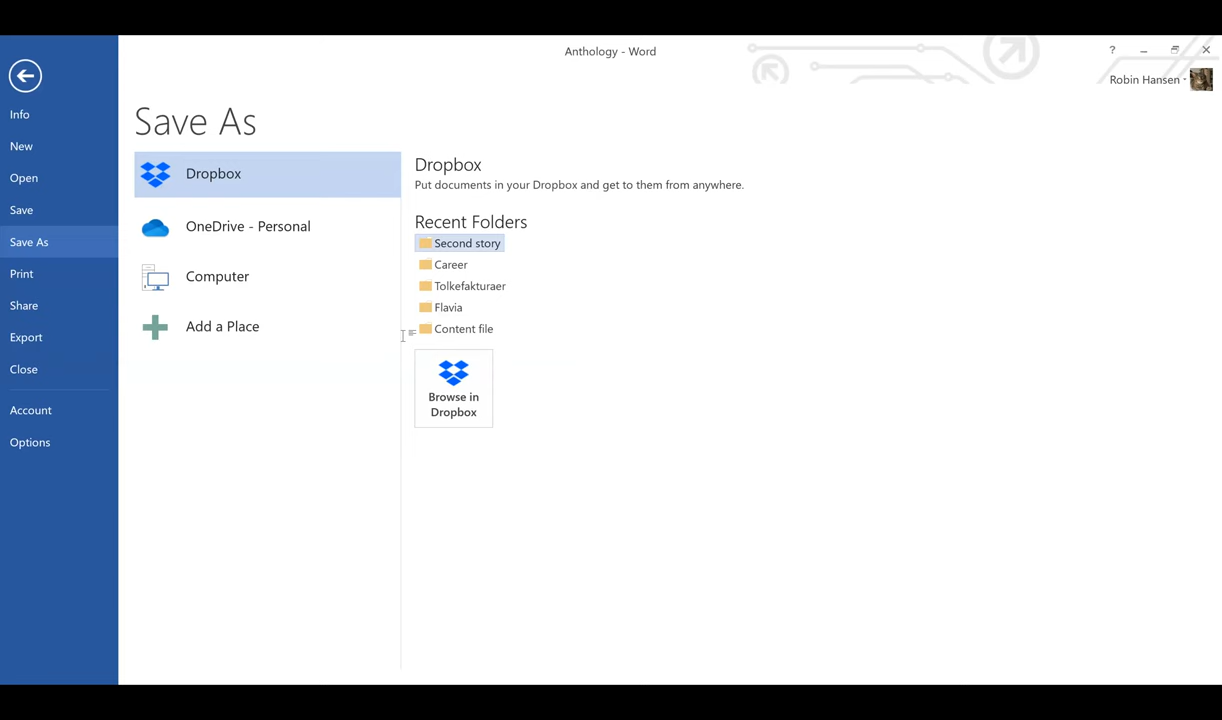 Anthology - Word
?
Robin Hansen
Info
New
Open
Save
Save As
Print
Share
Export
Close
Account
Options
Save As
Dropbox
OneDrive - Personal
Computer
Add a Place
Dropbox
Put documents in your Dropbox and get to them from anywhere.
Recent Folders
Second story
Career
Tolkefakturaer
Flavia
Content file
Browse in
Dropbox